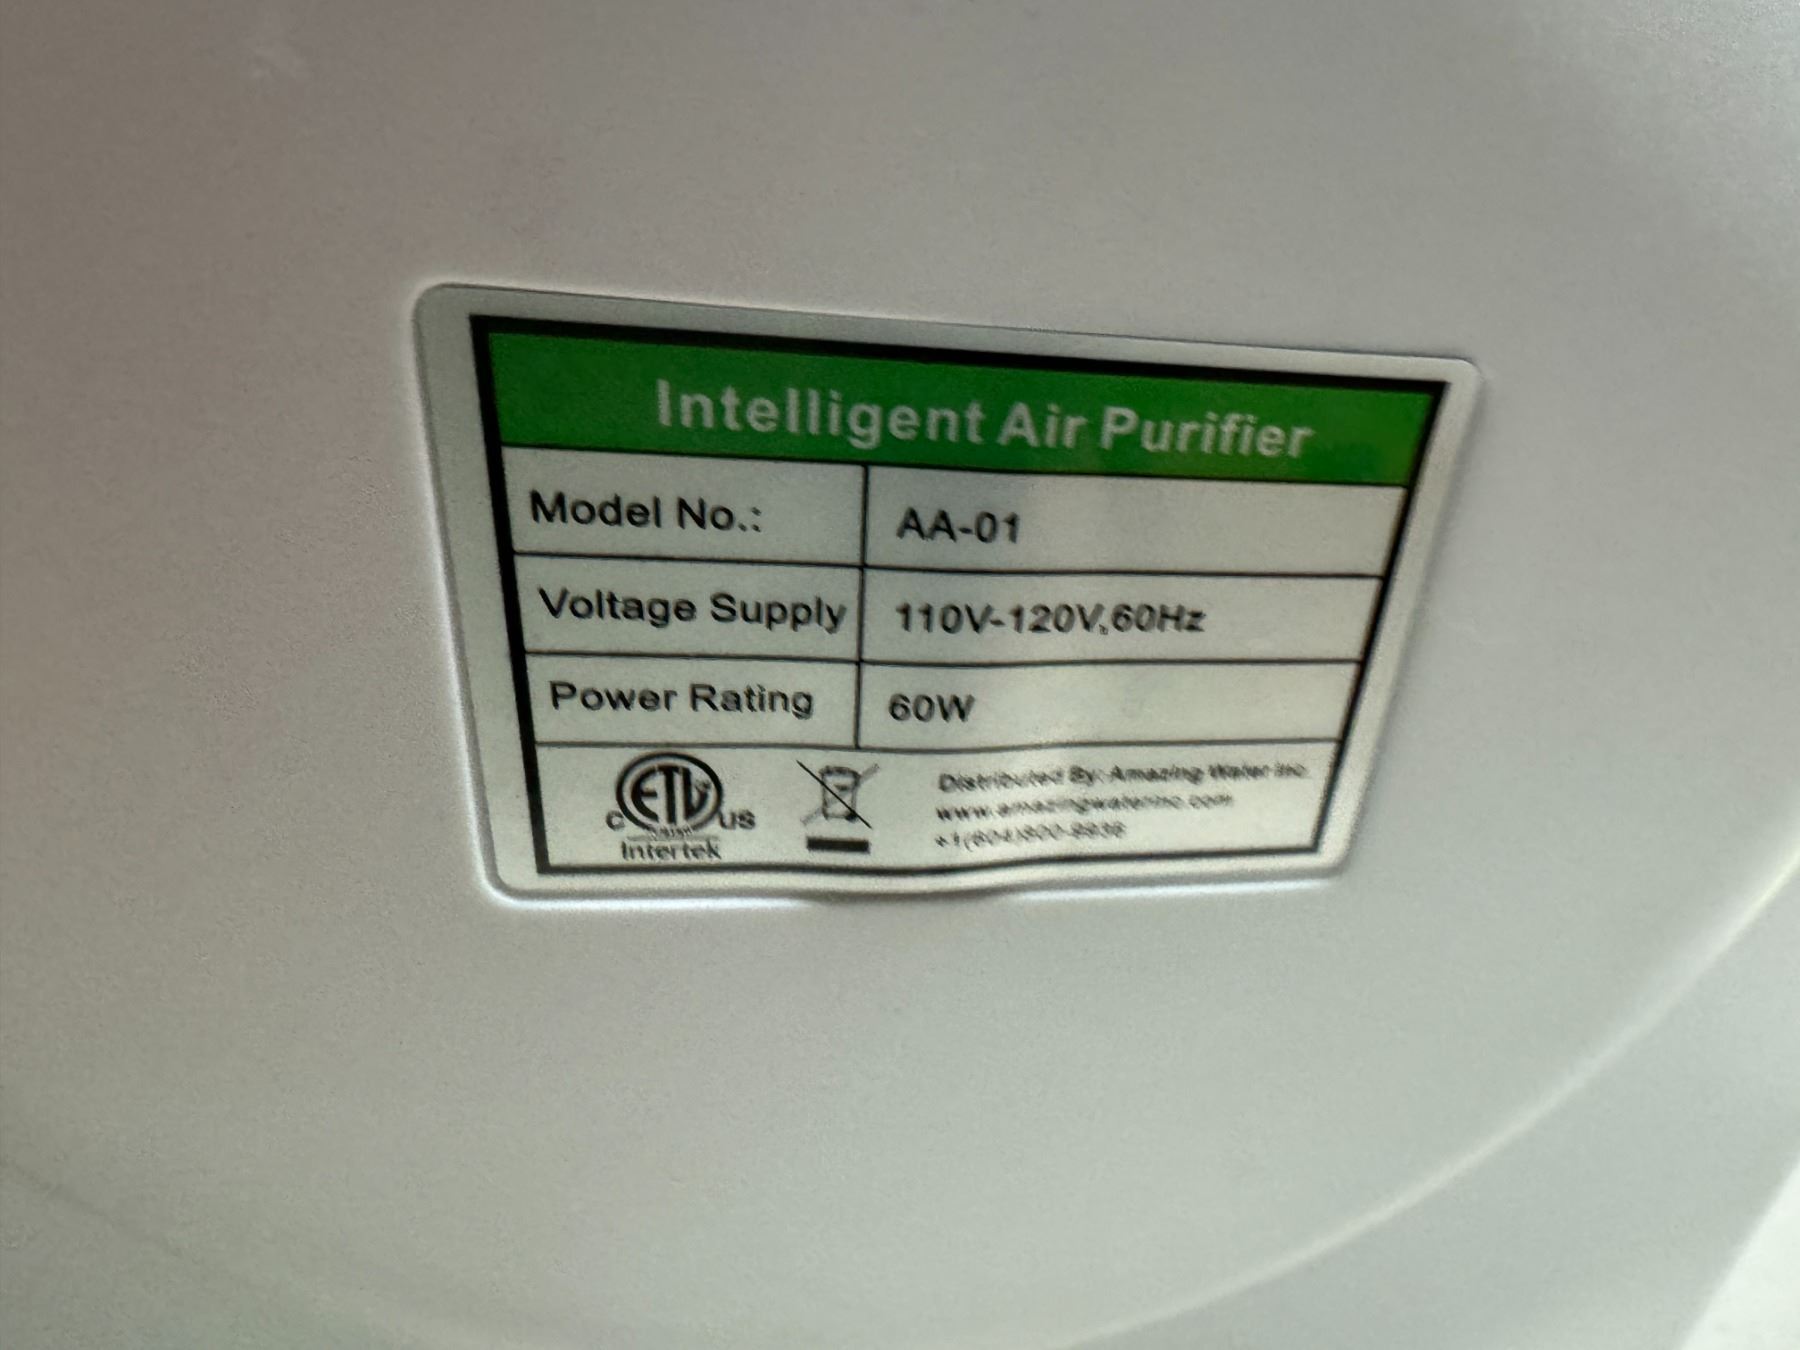 Intelligent Air Purifier
Model No.: AA-01
Voltage Supply 110V-120V,60Hz
Power Rating 60W
ETL
C US
Intertek
Distributed By: Amazing Water Inc.
www.amazingwaterinc.com